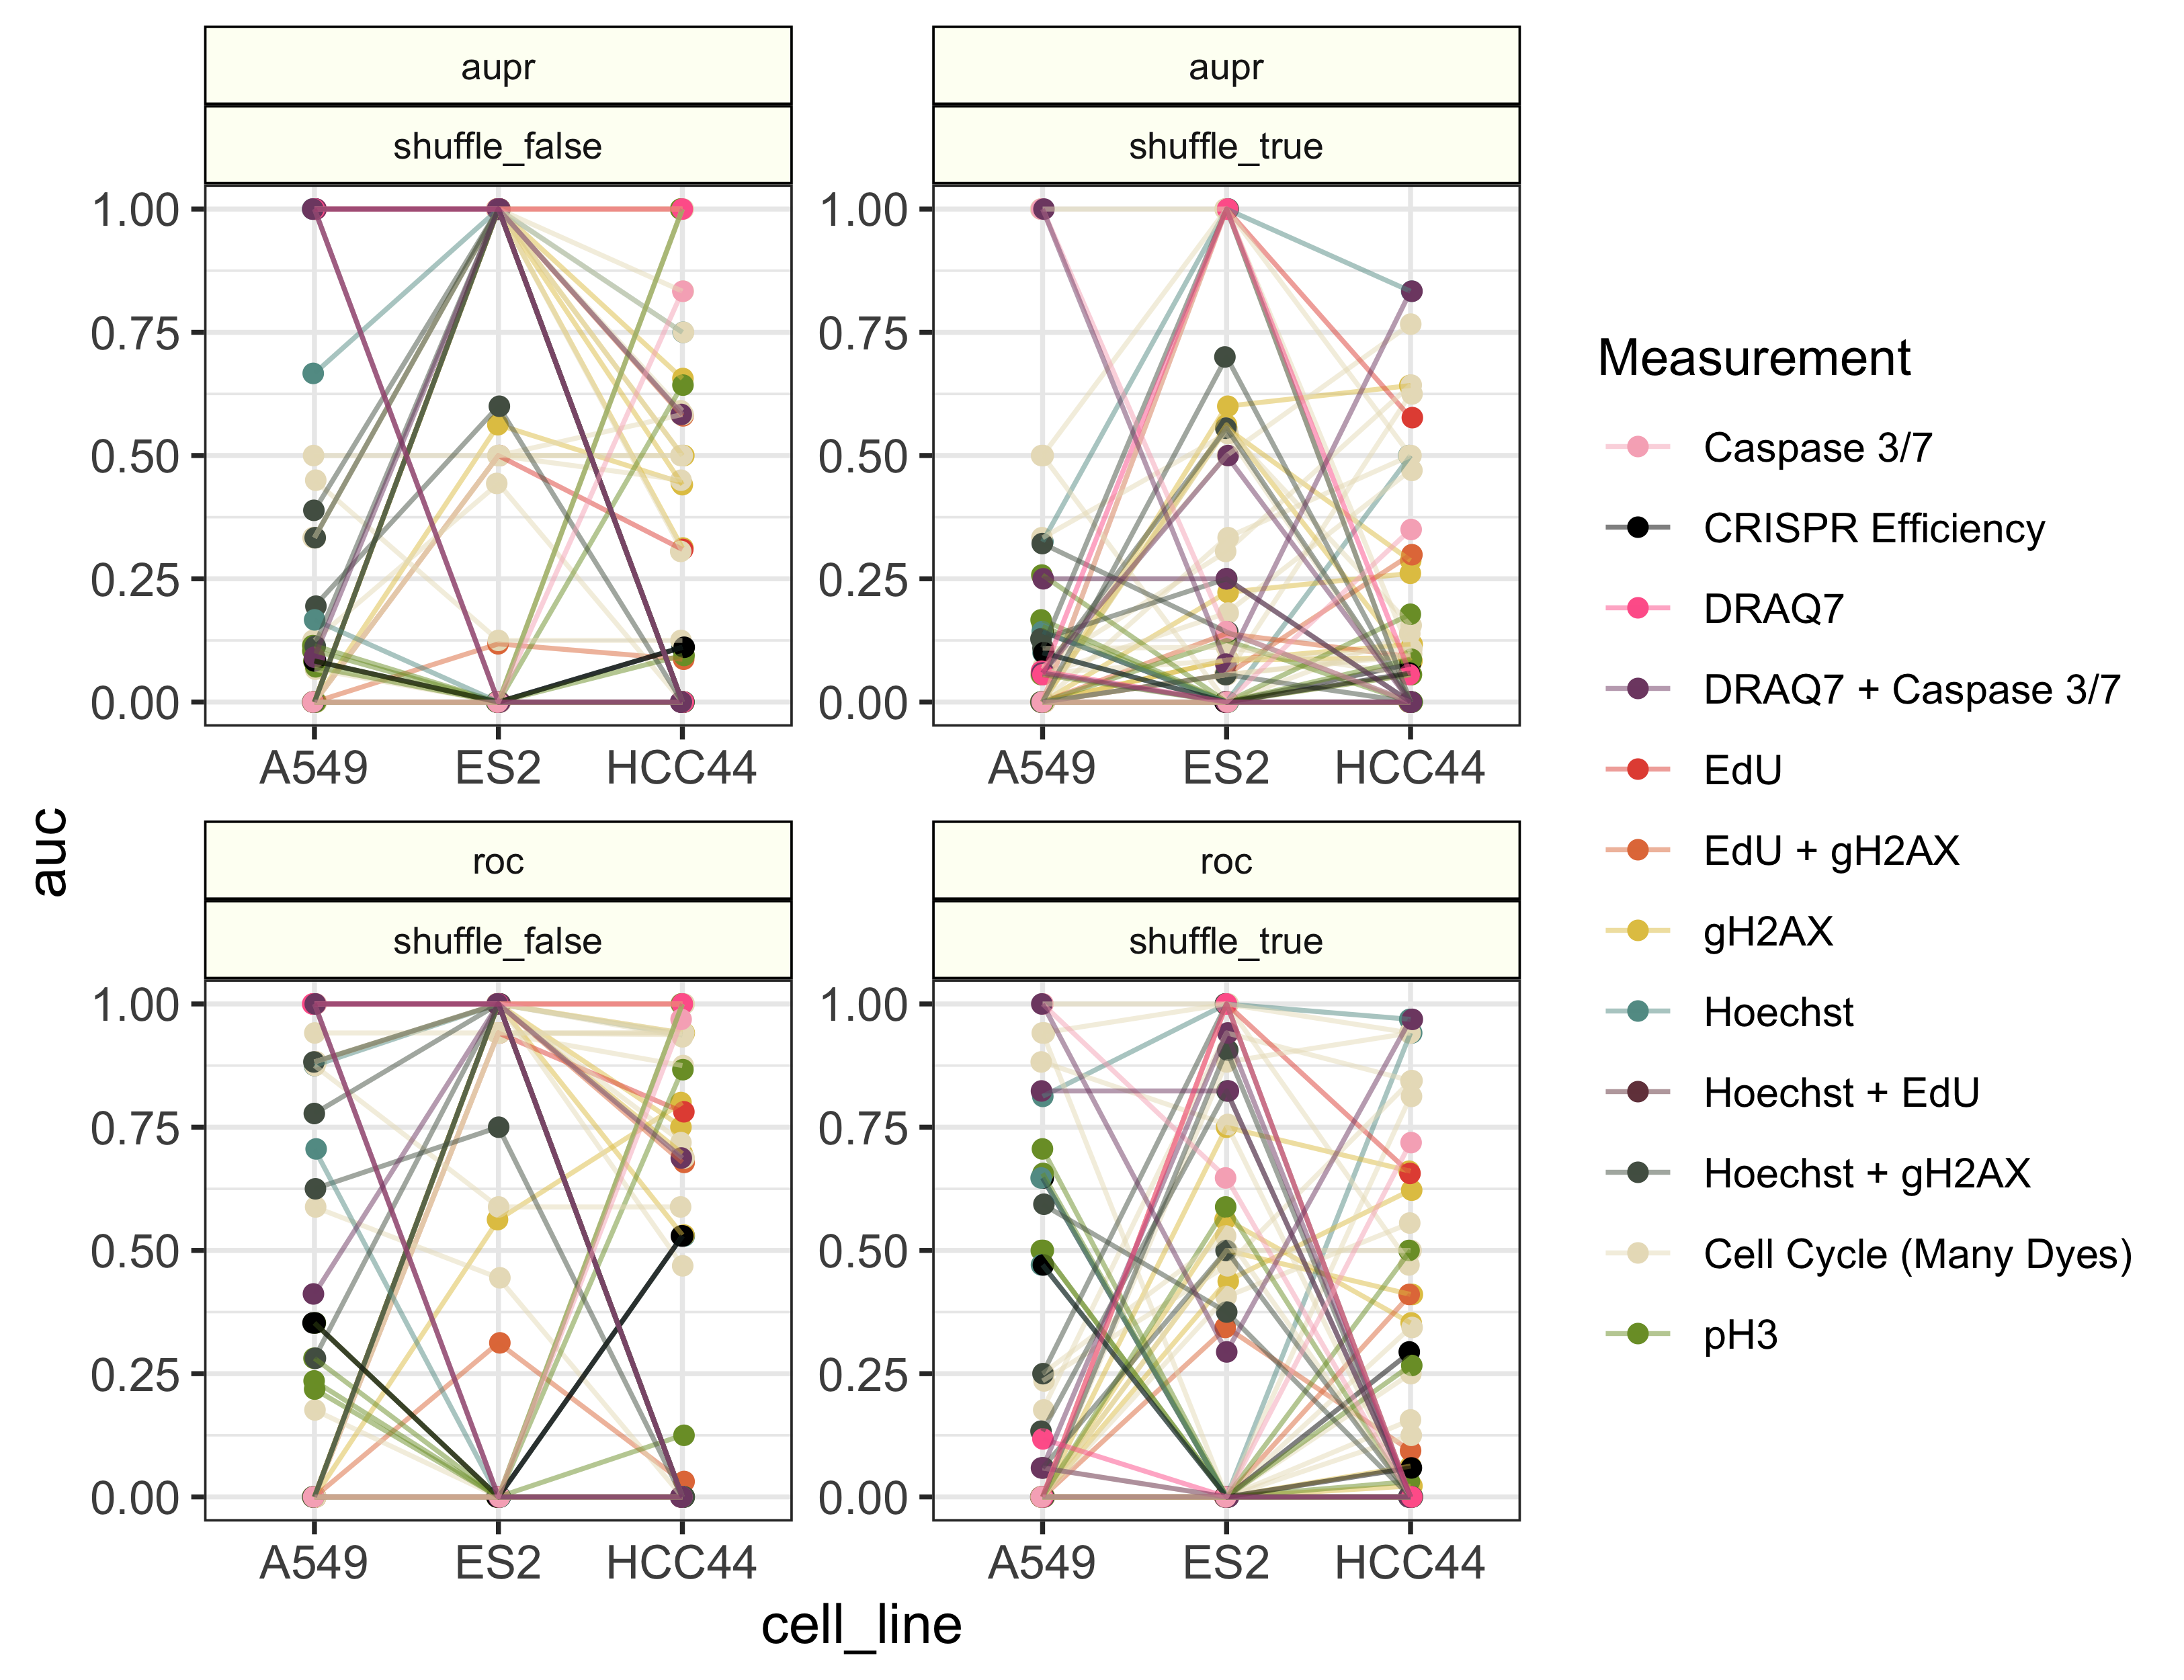 aupr
shuffle_false
1.00
0.75
0.50
0.25
0.00
A549 ES2 HCC44
aupr
shuffle_true
1.00
0.75
0.50
0.25
0.00
A549 ES2 HCC44
roc
shuffle_false
1.00
0.75
0.50
0.25
0.00
A549 ES2 HCC44
roc
shuffle_true
1.00
0.75
0.50
0.25
0.00
A549 ES2 HCC44
auc
cell_line
Measurement
Caspase 3/7
CRISPR Efficiency
DRAQ7
DRAQ7 + Caspase 3/7
EdU
EdU + gH2AX
gH2AX
Hoechst
Hoechst + EdU
Hoechst + gH2AX
Cell Cycle (Many Dyes)
pH3